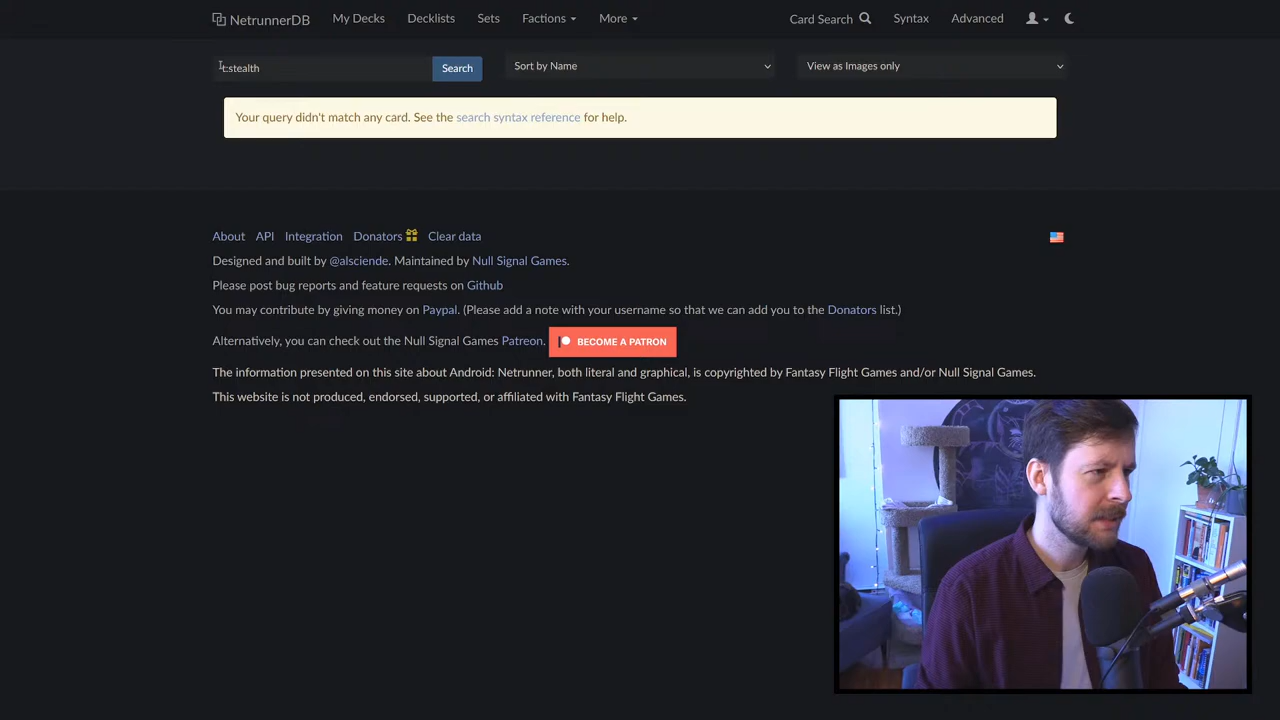 NetrunnerDB My Decks Decklists Sets Factions More Card Search Syntax Advanced
t:stealth Search Sort by Name View as Images only
Your query didn't match any card. See the search syntax reference for help.
About API Integration Donators Clear data
Designed and built by @alsciende. Maintained by Null Signal Games.
Please post bug reports and feature requests on Github
You may contribute by giving money on Paypal. (Please add a note with your username so that we can add you to the Donators list.)
Alternatively, you can check out the Null Signal Games Patreon. BECOME A PATRON
The information presented on this site about Android: Netrunner, both literal and graphical, is copyrighted by Fantasy Flight Games and/or Null Signal Games.
This website is not produced, endorsed, supported, or affiliated with Fantasy Flight Games.